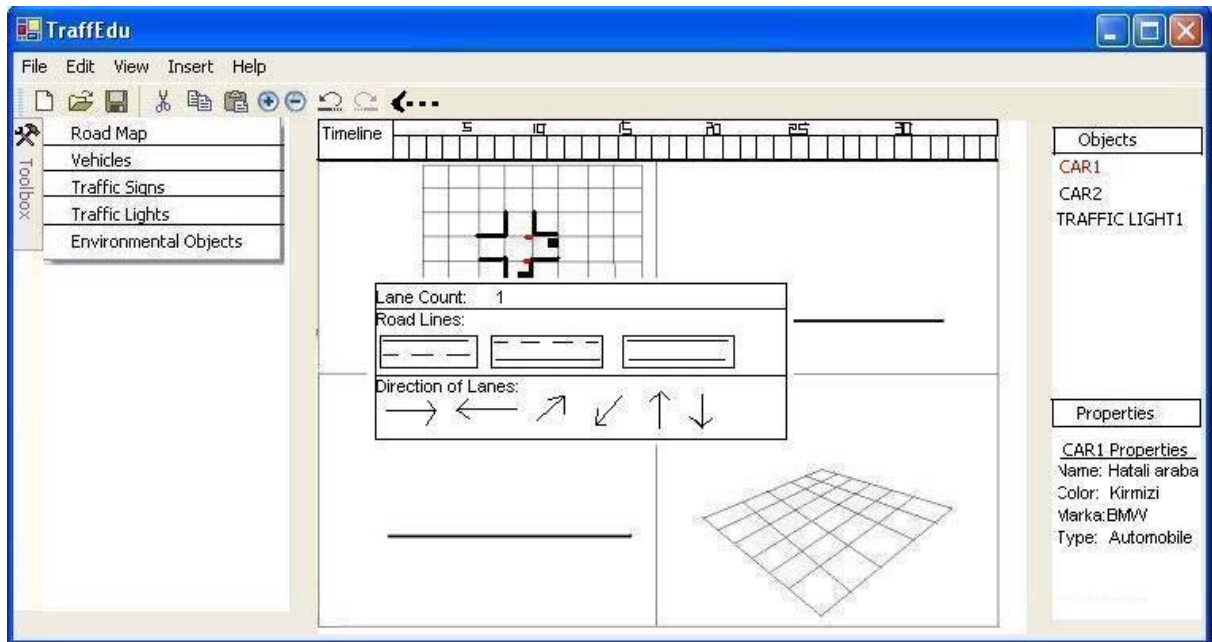 TraffEdu
File Edit View Insert Help
Toolbox
Road Map
Vehicles
Traffic Signs
Traffic Lights
Environmental Objects
Timeline 5 10 15 20 25 30
Lane Count: 1
Road Lines:
Direction of Lanes:
Objects
CAR1
CAR2
TRAFFIC LIGHT1
Properties
CAR1 Properties
Name: Hatali araba
Color: Kirmizi
Marka:BMW
Type: Automobile